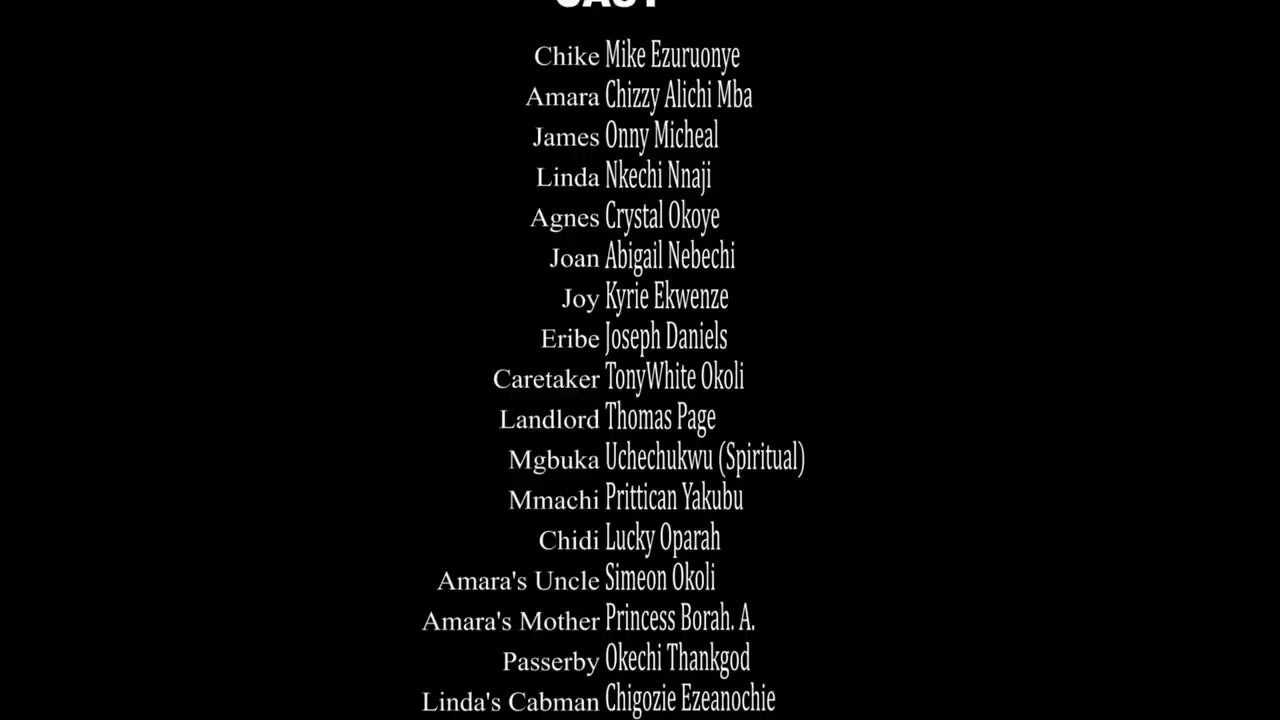 CAST
Chike Mike Ezuruonye
Amara Chizzy Alichi Mba
James Onny Micheal
Linda Nkechi Nnaji
Agnes Crystal Okoye
Joan Abigail Nebechi
Joy Kyrie Ekwenze
Eribe Joseph Daniels
Caretaker TonyWhite Okoli
Landlord Thomas Page
Mgbuka Uchechukwu (Spiritual)
Mmachi Prittican Yakubu
Chidi Lucky Oparah
Amara's Uncle Simeon Okoli
Amara's Mother Princess Borah. A.
Passerby Okechi Thankgod
Linda's Cabman Chigozie Ezeanochie